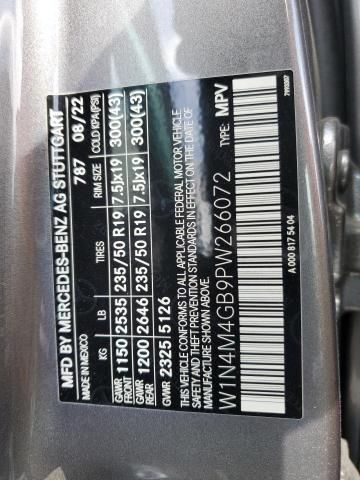 MFD BY MERCEDES-BENZ AG STUTTGART
MADE IN MEXICO 787 08/22
KG LB TIRES RIM SIZE COLD KPA(PSI)
GWAR FRONT 1150 2535 235/50 R19 7.5Jx19 300(43)
GWAR REAR 1200 2646 235/50 R19 7.5Jx19 300(43)
GWR 2325 5126
THIS VEHICLE CONFORMS TO ALL APPLICABLE FEDERAL MOTOR VEHICLE
SAFETY AND THEFT PREVENTION STANDARDS IN EFFECT
ON THE DATE OF MANUFACTURE SHOWN ABOVE.
W1N4M4GB9PW266072 TYPE: MPV
A 000 817 54 04